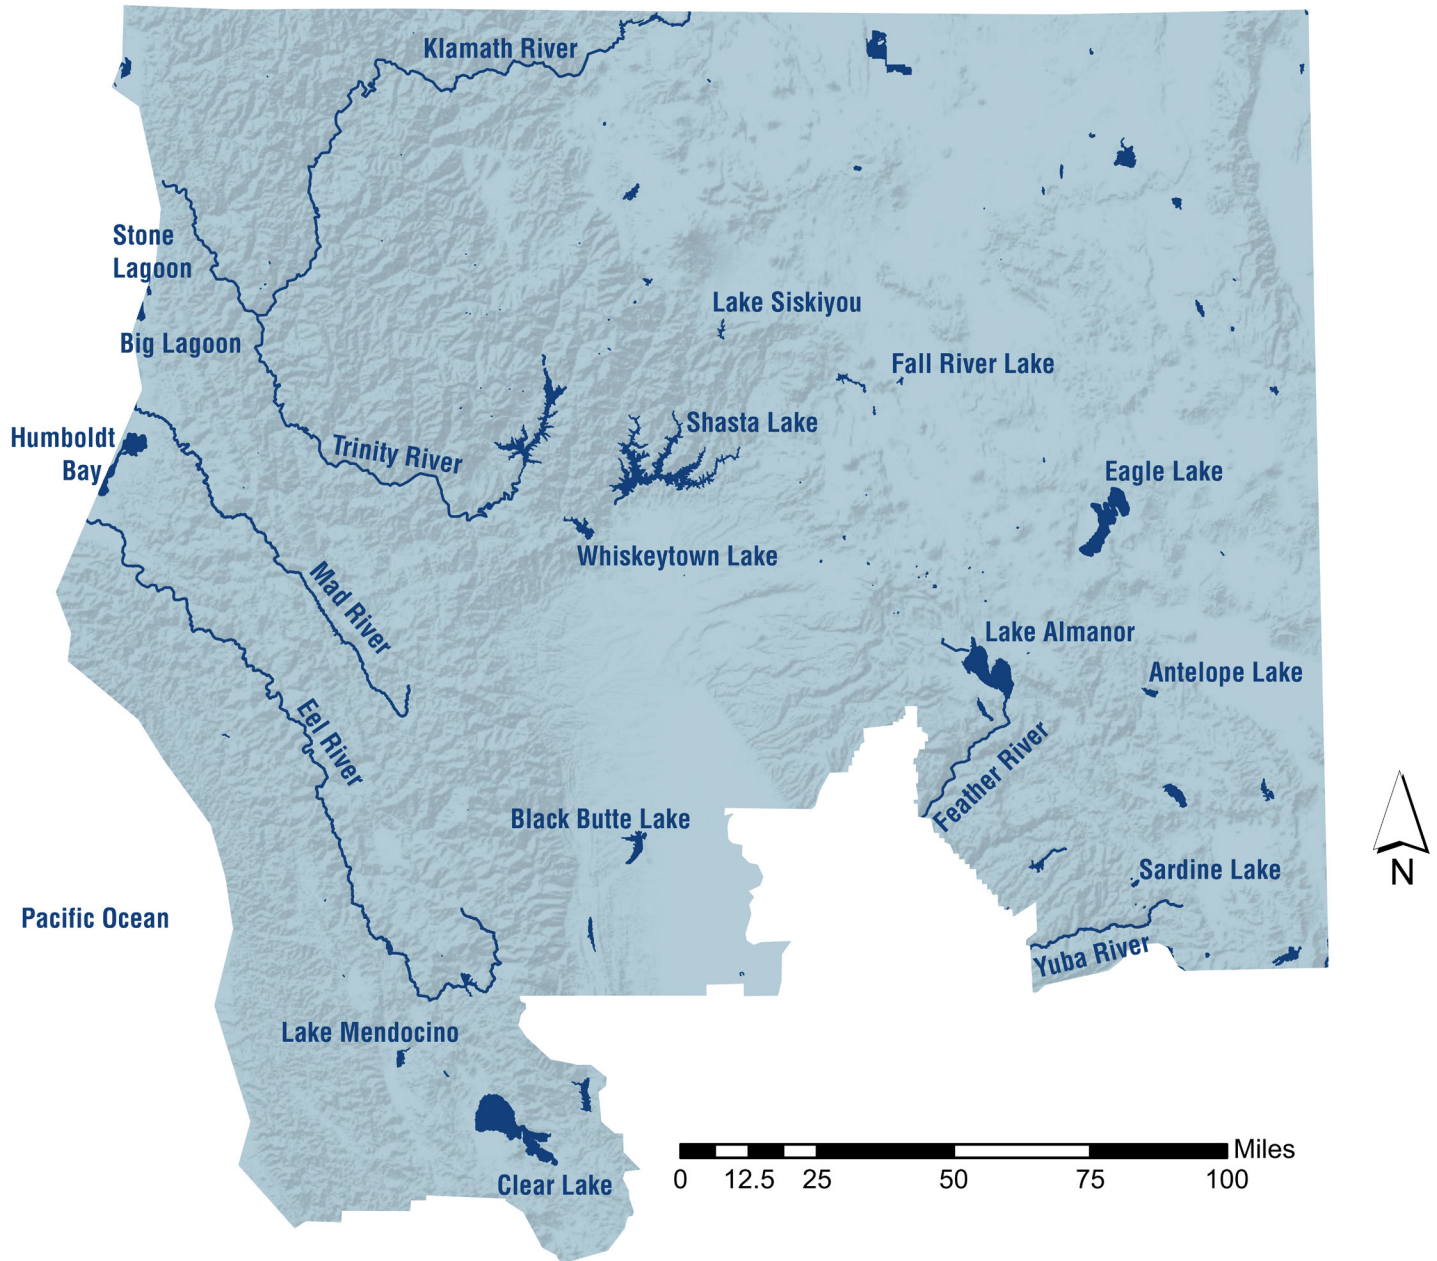 Klamath River
Stone
Lagoon
Lake Siskiyou
Big Lagoon
Fall River Lake
Shasta Lake
Humboldt
Bay
Trinity River
Eagle Lake
Whiskeytown Lake
Mad River
Lake Almanor
Antelope Lake
Eel River
Feather River
Black Butte Lake
Sardine Lake
N
Pacific Ocean
Yuba River
Lake Mendocino
Miles
0 12.5 25 50 75 100
Clear Lake